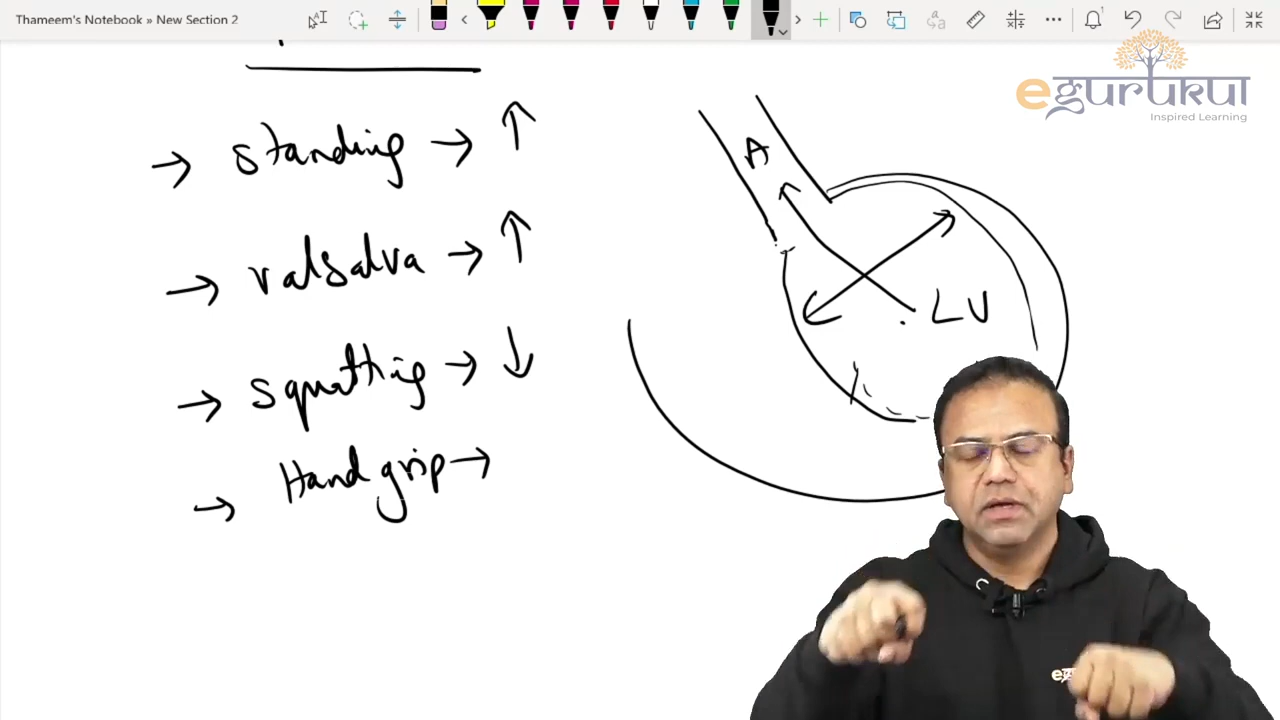 Thameem's Notebook » New Section 2
egurukul
Inspired Learning
→ standing → ↑
→ valsalva → ↑
→ squatting → ↓
→ Hand grip →
A
LV